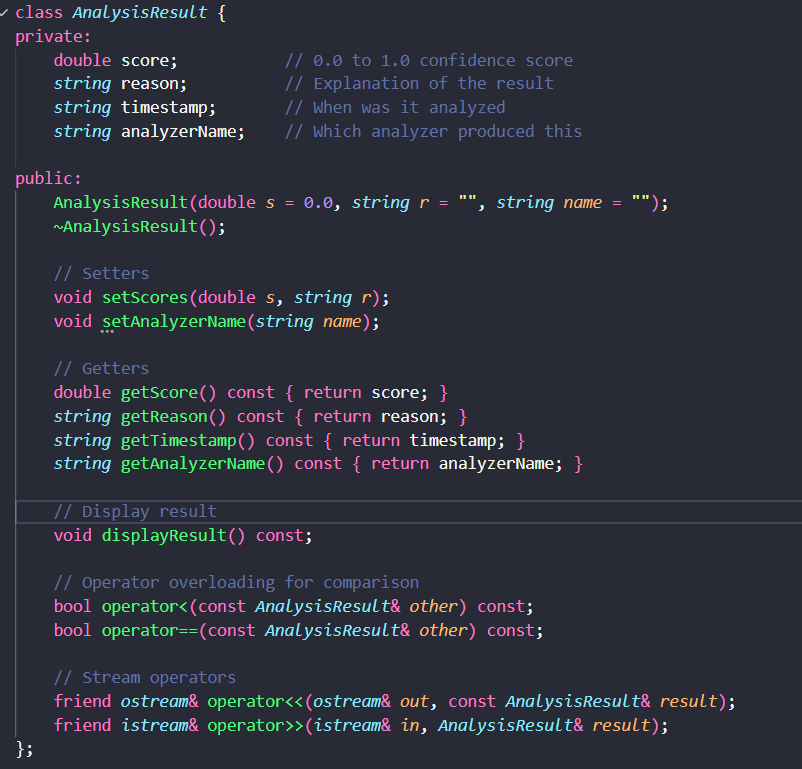 class AnalysisResult {
private:
    double score;           // 0.0 to 1.0 confidence score
    string reason;          // Explanation of the result
    string timestamp;       // When was it analyzed
    string analyzerName;    // Which analyzer produced this

public:
    AnalysisResult(double s = 0.0, string r = "", string name = "");
    ~AnalysisResult();

    // Setters
    void setScores(double s, string r);
    void setAnalyzerName(string name);

    // Getters
    double getScore() const { return score; }
    string getReason() const { return reason; }
    string getTimestamp() const { return timestamp; }
    string getAnalyzerName() const { return analyzerName; }

    // Display result
    void displayResult() const;

    // Operator overloading for comparison
    bool operator<(const AnalysisResult& other) const;
    bool operator==(const AnalysisResult& other) const;

    // Stream operators
    friend ostream& operator<<(ostream& out, const AnalysisResult& result);
    friend istream& operator>>(istream& in, AnalysisResult& result);
};